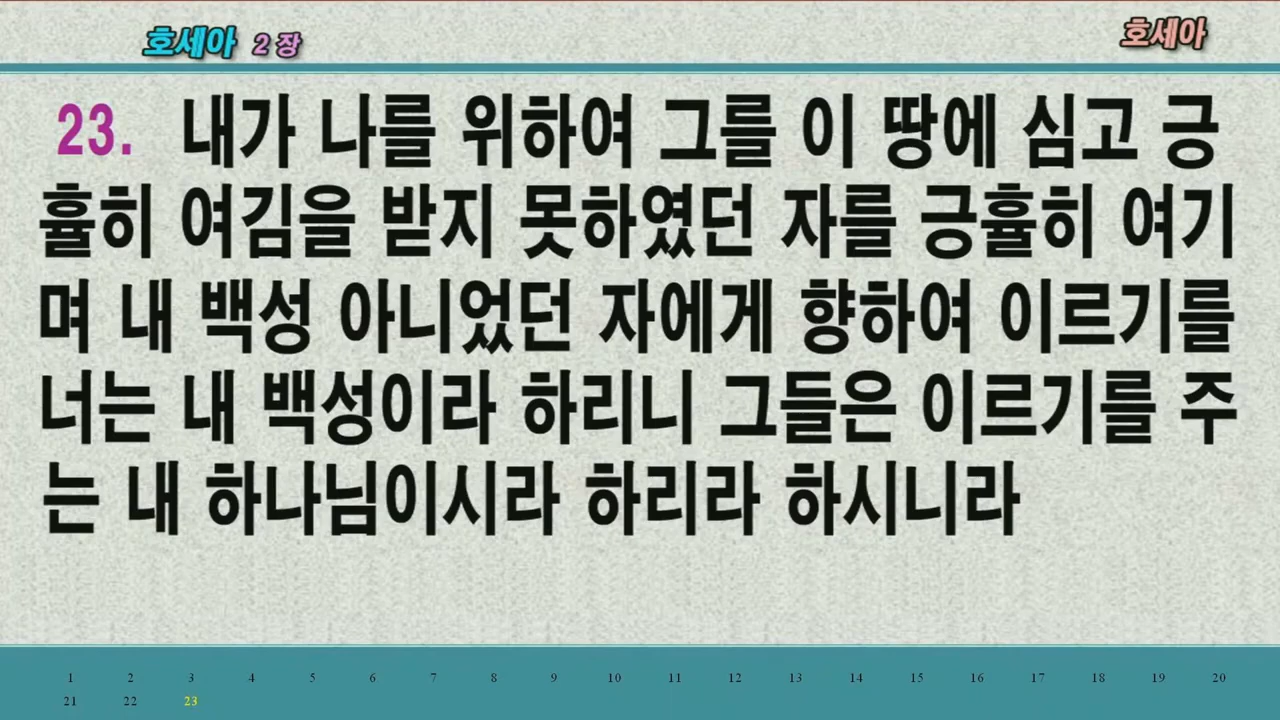 호세아 2 장 호세아
23. 내가 나를 위하여 그를 이 땅에 심고 긍
휼히 여김을 받지 못하였던 자를 긍휼히 여기
며 내 백성 아니었던 자에게 향하여 이르기를
너는 내 백성이라 하리니 그들은 이르기를 주
는 내 하나님이시라 하리라 하시니라
1 2 3 4 5 6 7 8 9 10 11 12 13 14 15 16 17 18 19 20
21 22 23